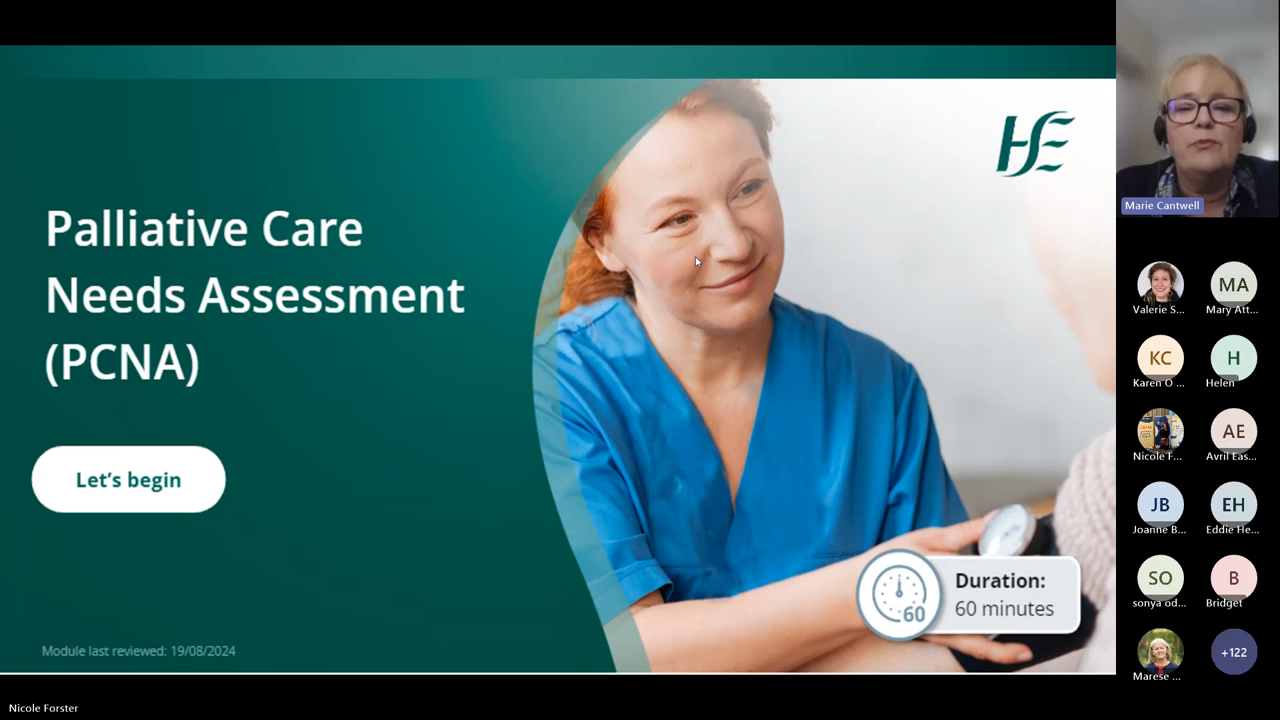 HSE
Palliative Care
Needs Assessment
(PCNA)
Let's begin
Duration:
60 minutes
60
Module last reviewed: 19/08/2024
Nicole Forster
Marie Cantwell
Valerie S...
MA
Mary Att...
KC
Karen O ...
H
Helen
Nicole F...
AE
Avril Eas...
JB
Joanne B...
EH
Eddie He...
SO
sonya od...
B
Bridget
Marese ...
+122